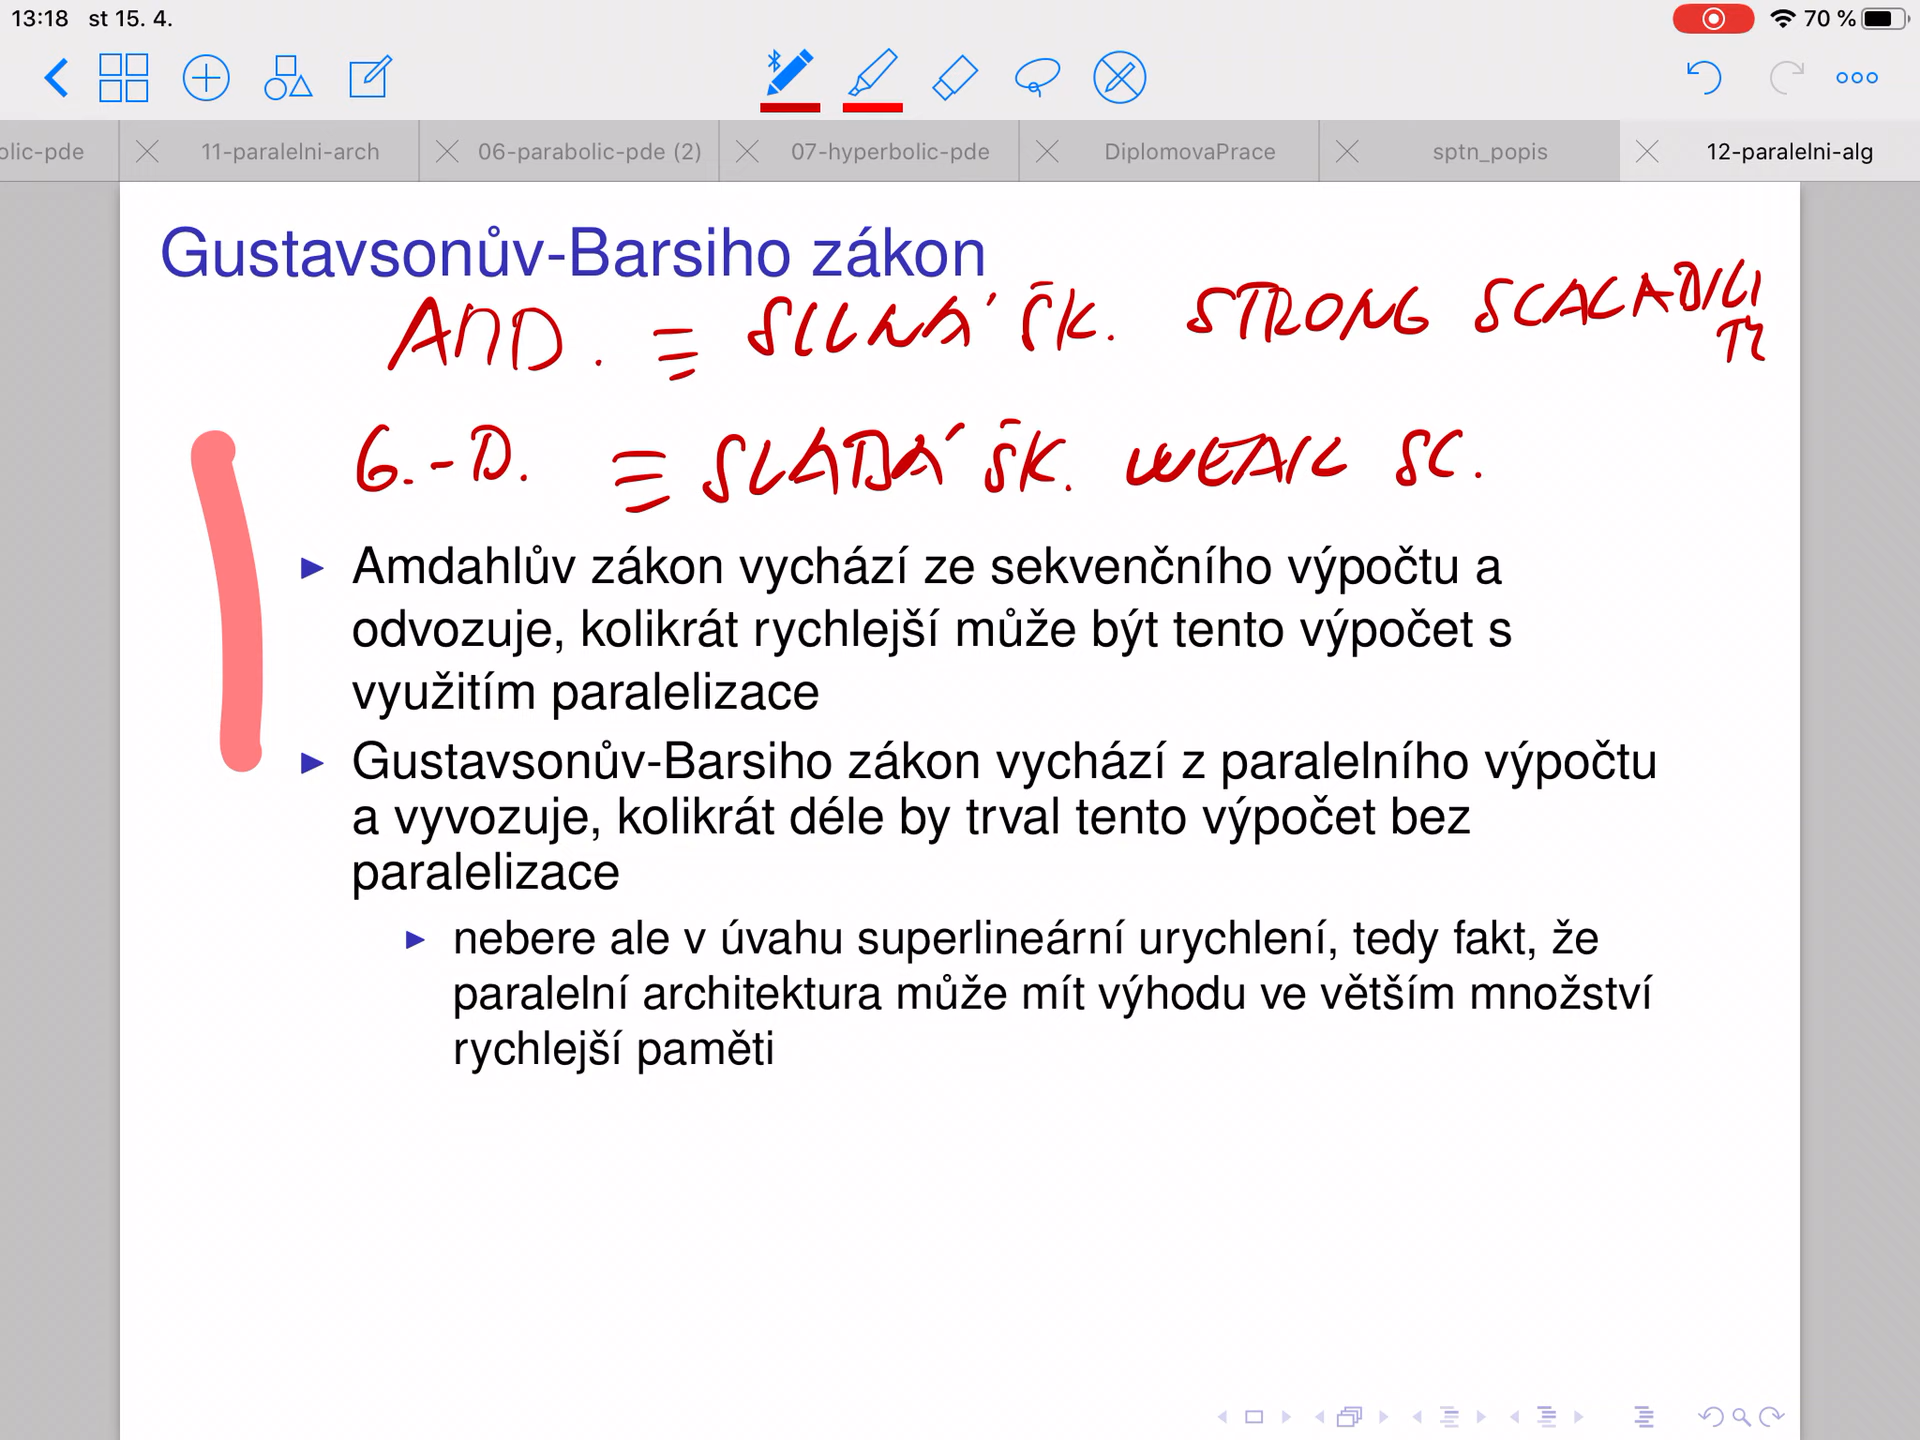 13:18 st 15. 4.
70 %
olic-pde
11-paralelni-arch
06-parabolic-pde (2)
07-hyperbolic-pde
DiplomovaPrace
sptn_popis
12-paralelni-alg
Gustavsonův-Barsiho zákon
AMD. ≡ SILNÁ ŠK. STRONG SCALABILI
TY
G.-B. ≡ SLABÁ ŠK. WEAK SC.
Amdahlův zákon vychází ze sekvenčního výpočtu a
odvozuje, kolikrát rychlejší může být tento výpočet s
využitím paralelizace
Gustavsonův-Barsiho zákon vychází z paralelního výpočtu
a vyvozuje, kolikrát déle by trval tento výpočet bez
paralelizace
nebere ale v úvahu superlineární urychlení, tedy fakt, že
paralelní architektura může mít výhodu ve větším množství
rychlejší paměti